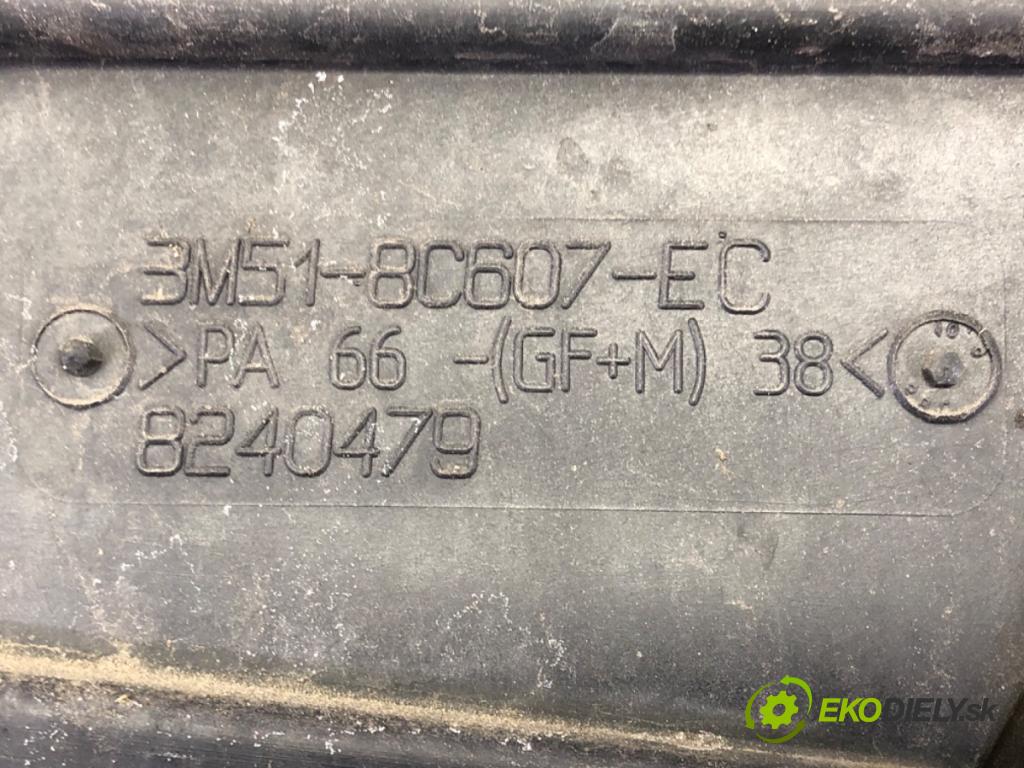 3M51-8C607-EC
>PA 66 -(GF+M) 38<
8240479
EKODIELY.sk